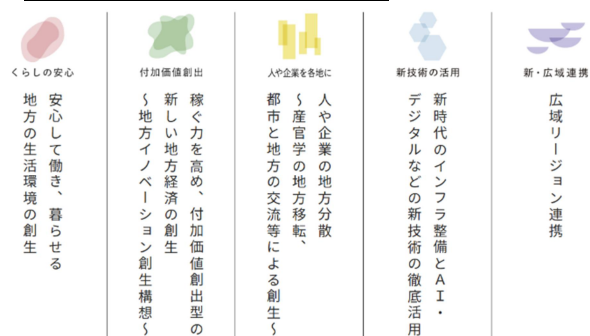 くらしの安心
安心して働き、暮らせる
地方の生活環境の創生
付加価値創出
稼ぐ力を高め、付加価値創出型の
新しい地方経済の創生
～地方イノベーション創生構想～
人や企業を各地に
人や企業の地方分散
～産官学の地方移転、
都市と地方の交流等による創生～
新技術の活用
新時代のインフラ整備とAI・
デジタルなどの新技術の徹底活用
新・広域連携
広域リージョン連携